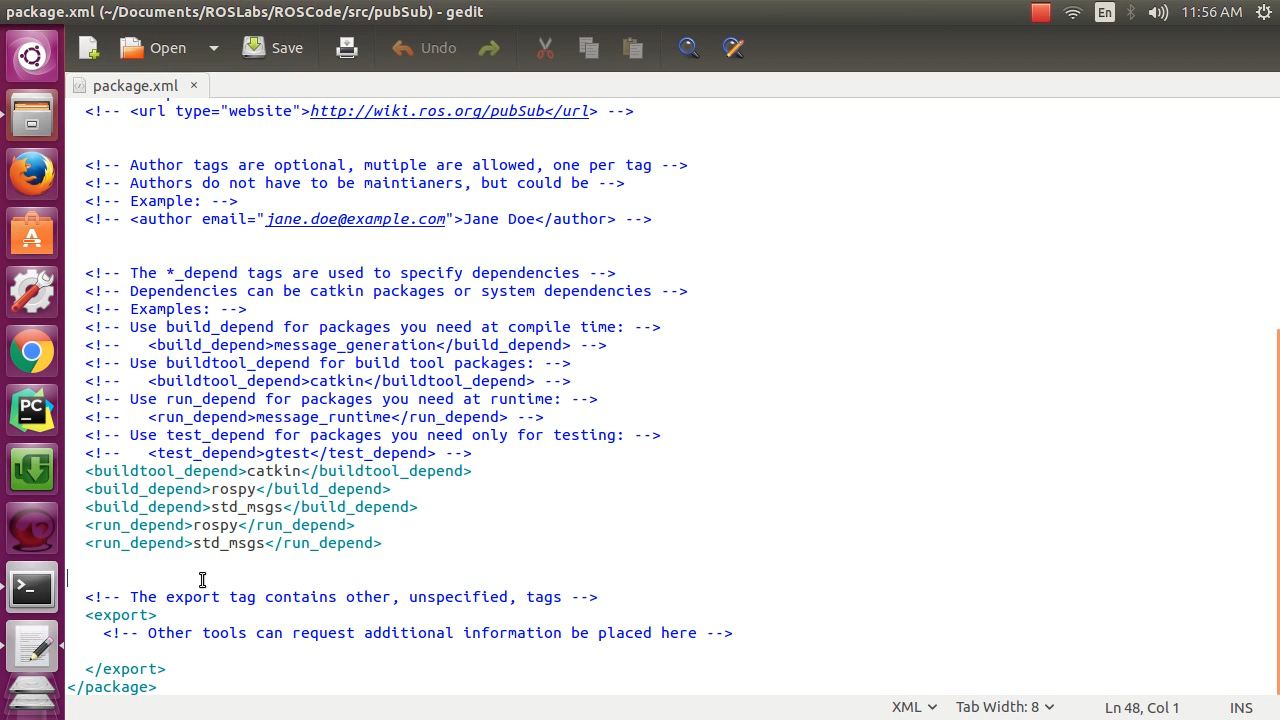 package.xml (~/Documents/ROSLabs/ROSCode/src/pubSub) - gedit
En
11:56 AM
Open
Save
Undo
package.xml ×
<!-- <url type="website">http://wiki.ros.org/pubSub</url> -->
<!-- Author tags are optional, mutiple are allowed, one per tag -->
<!-- Authors do not have to be maintianers, but could be -->
<!-- Example: -->
<!-- <author email="jane.doe@example.com">Jane Doe</author> -->
<!-- The *_depend tags are used to specify dependencies -->
<!-- Dependencies can be catkin packages or system dependencies -->
<!-- Examples: -->
<!-- Use build_depend for packages you need at compile time: -->
<!--   <build_depend>message_generation</build_depend> -->
<!-- Use buildtool_depend for build tool packages: -->
<!--   <buildtool_depend>catkin</buildtool_depend> -->
<!-- Use run_depend for packages you need at runtime: -->
<!--   <run_depend>message_runtime</run_depend> -->
<!-- Use test_depend for packages you need only for testing: -->
<!--   <test_depend>gtest</test_depend> -->
<buildtool_depend>catkin</buildtool_depend>
<build_depend>rospy</build_depend>
<build_depend>std_msgs</build_depend>
<run_depend>rospy</run_depend>
<run_depend>std_msgs</run_depend>
<!-- The export tag contains other, unspecified, tags -->
<export>
<!-- Other tools can request additional information be placed here -->
</export>
</package>
PC
XML
Tab Width: 8
Ln 48, Col 1
INS